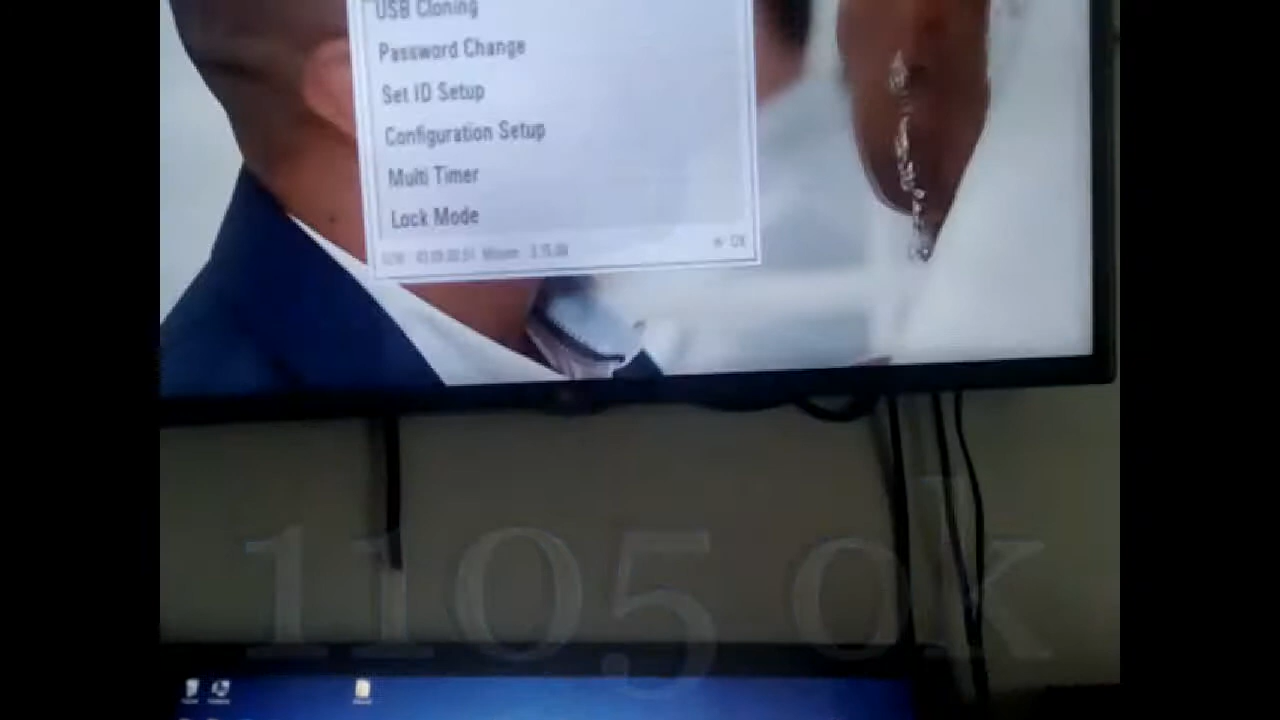 USB Cloning
Password Change
Set ID Setup
Configuration Setup
Multi Timer
Lock Mode
1105 ok